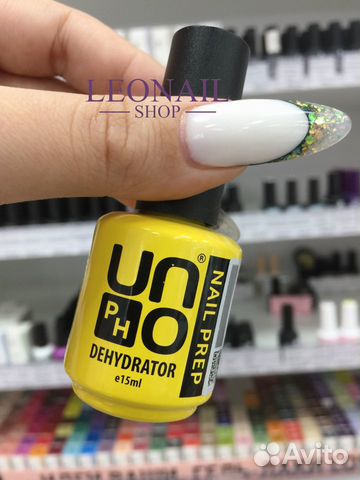 LEONAIL
SHOP
UNO®
PH
DEHYDRATOR
e15ml
NAIL PREP
Avito